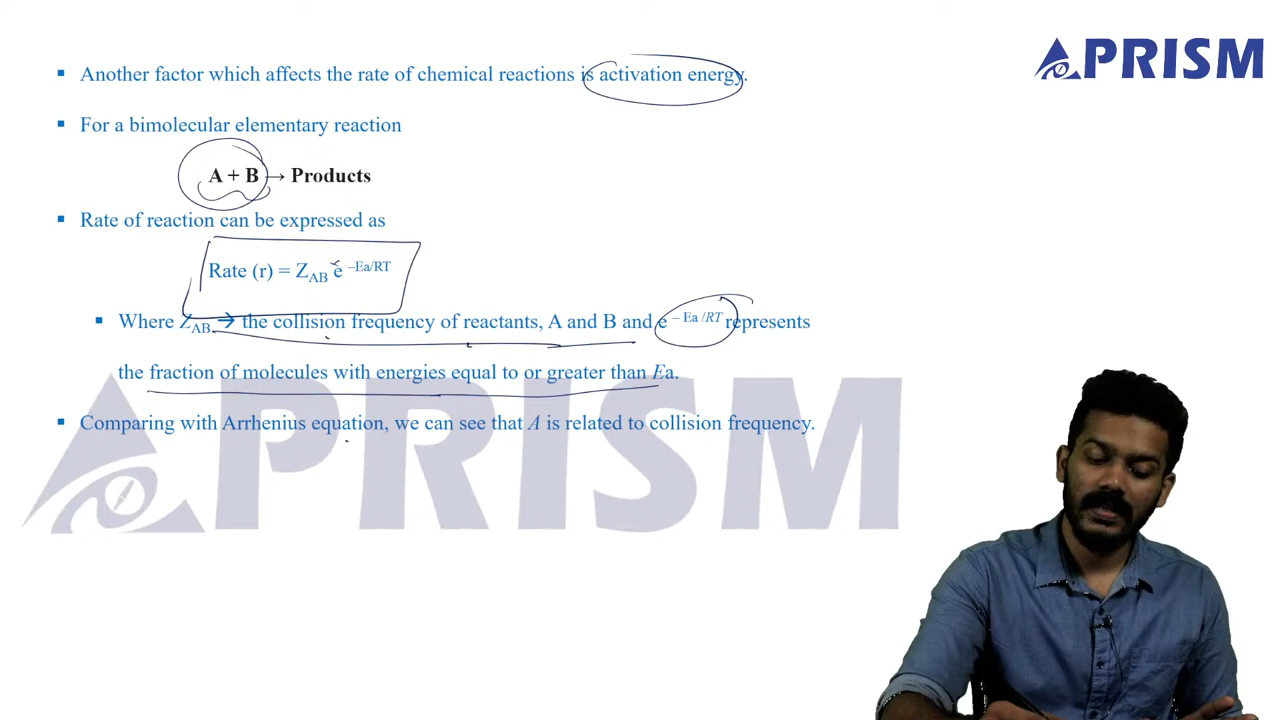 PRISM
▪ Another factor which affects the rate of chemical reactions is activation energy.
▪ For a bimolecular elementary reaction
A + B → Products
▪ Rate of reaction can be expressed as
Rate (r) = Z_AB e^–Ea/RT
▪ Where Z_AB → the collision frequency of reactants, A and B and e^– Ea /RT represents
the fraction of molecules with energies equal to or greater than Ea.
▪ Comparing with Arrhenius equation, we can see that A is related to collision frequency.
PRISM